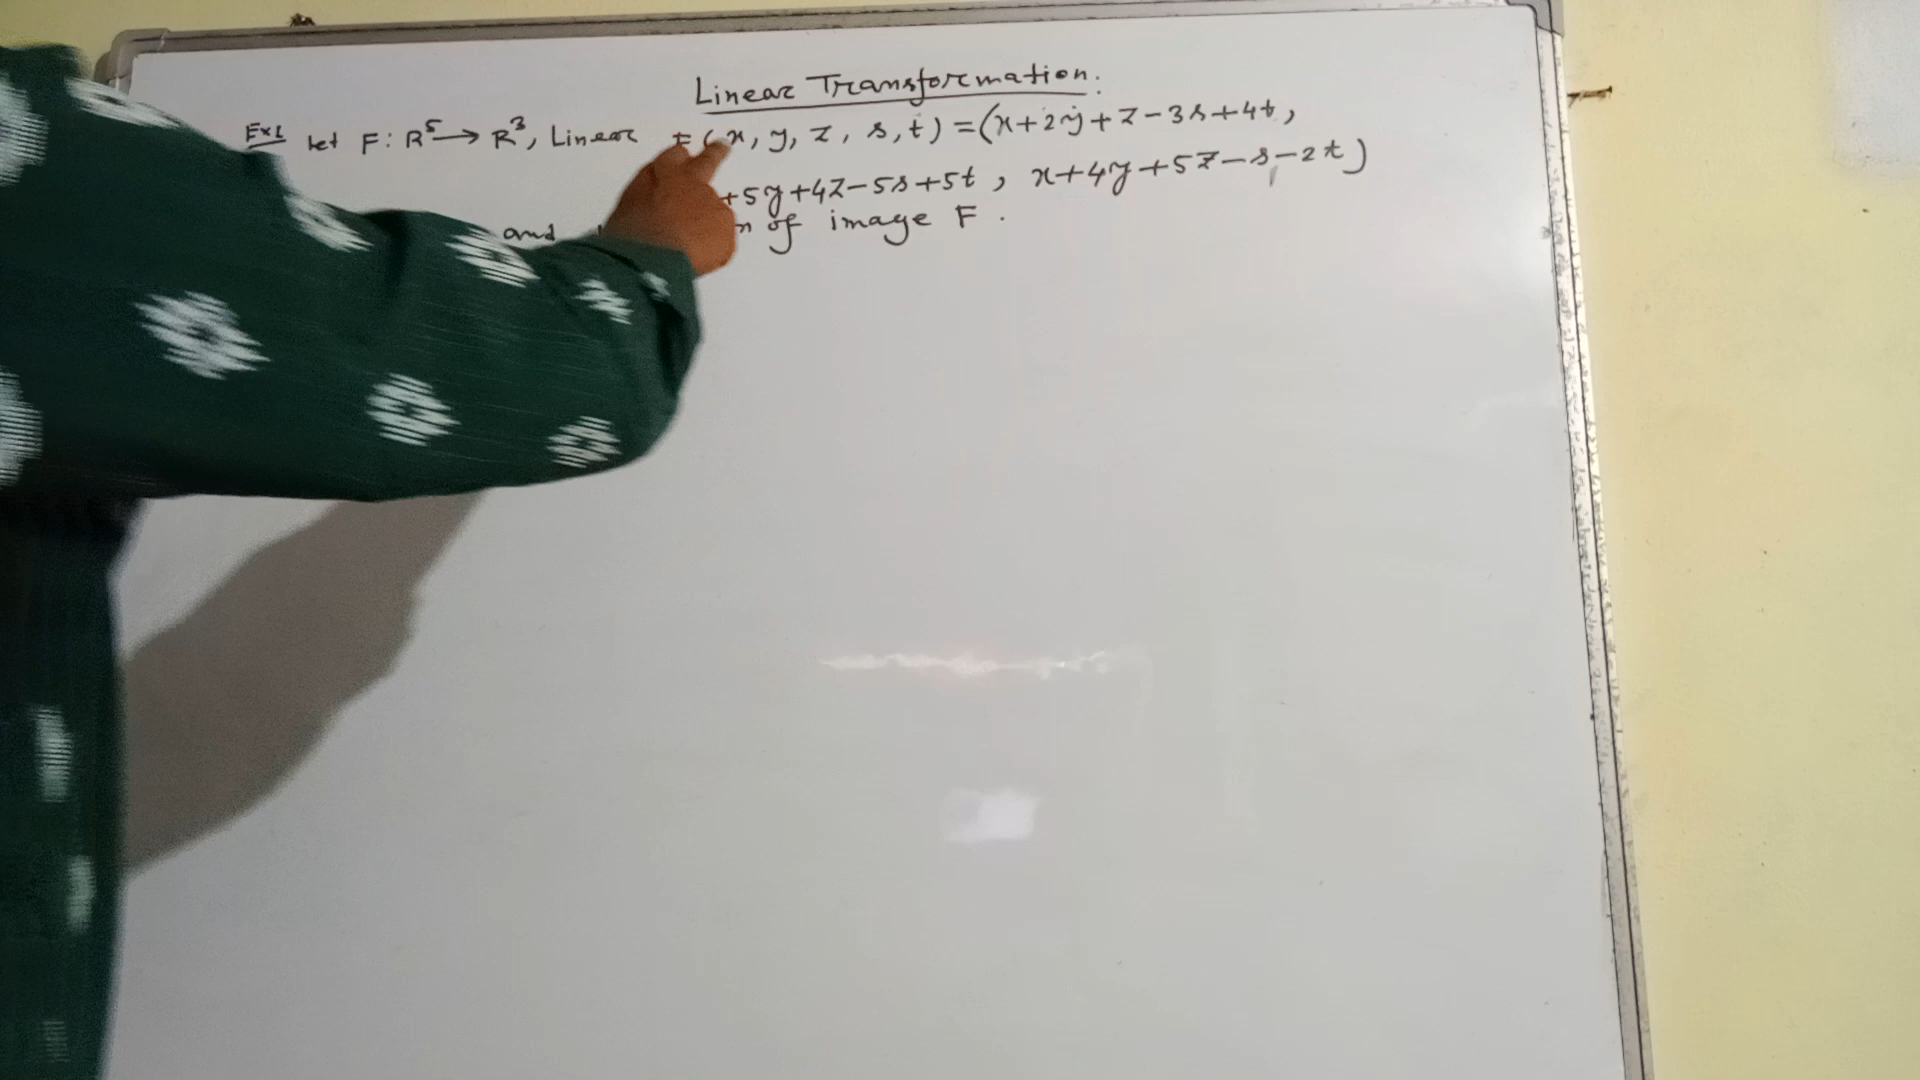 Linear Transformation.
Ex1 Let F: R⁵ → R³, Linear F(x, y, z, s, t) = (x+2y+z-3s+4t,
+5y+4z-5s+5t, x+4y+5z-s-2t)
and of image F.